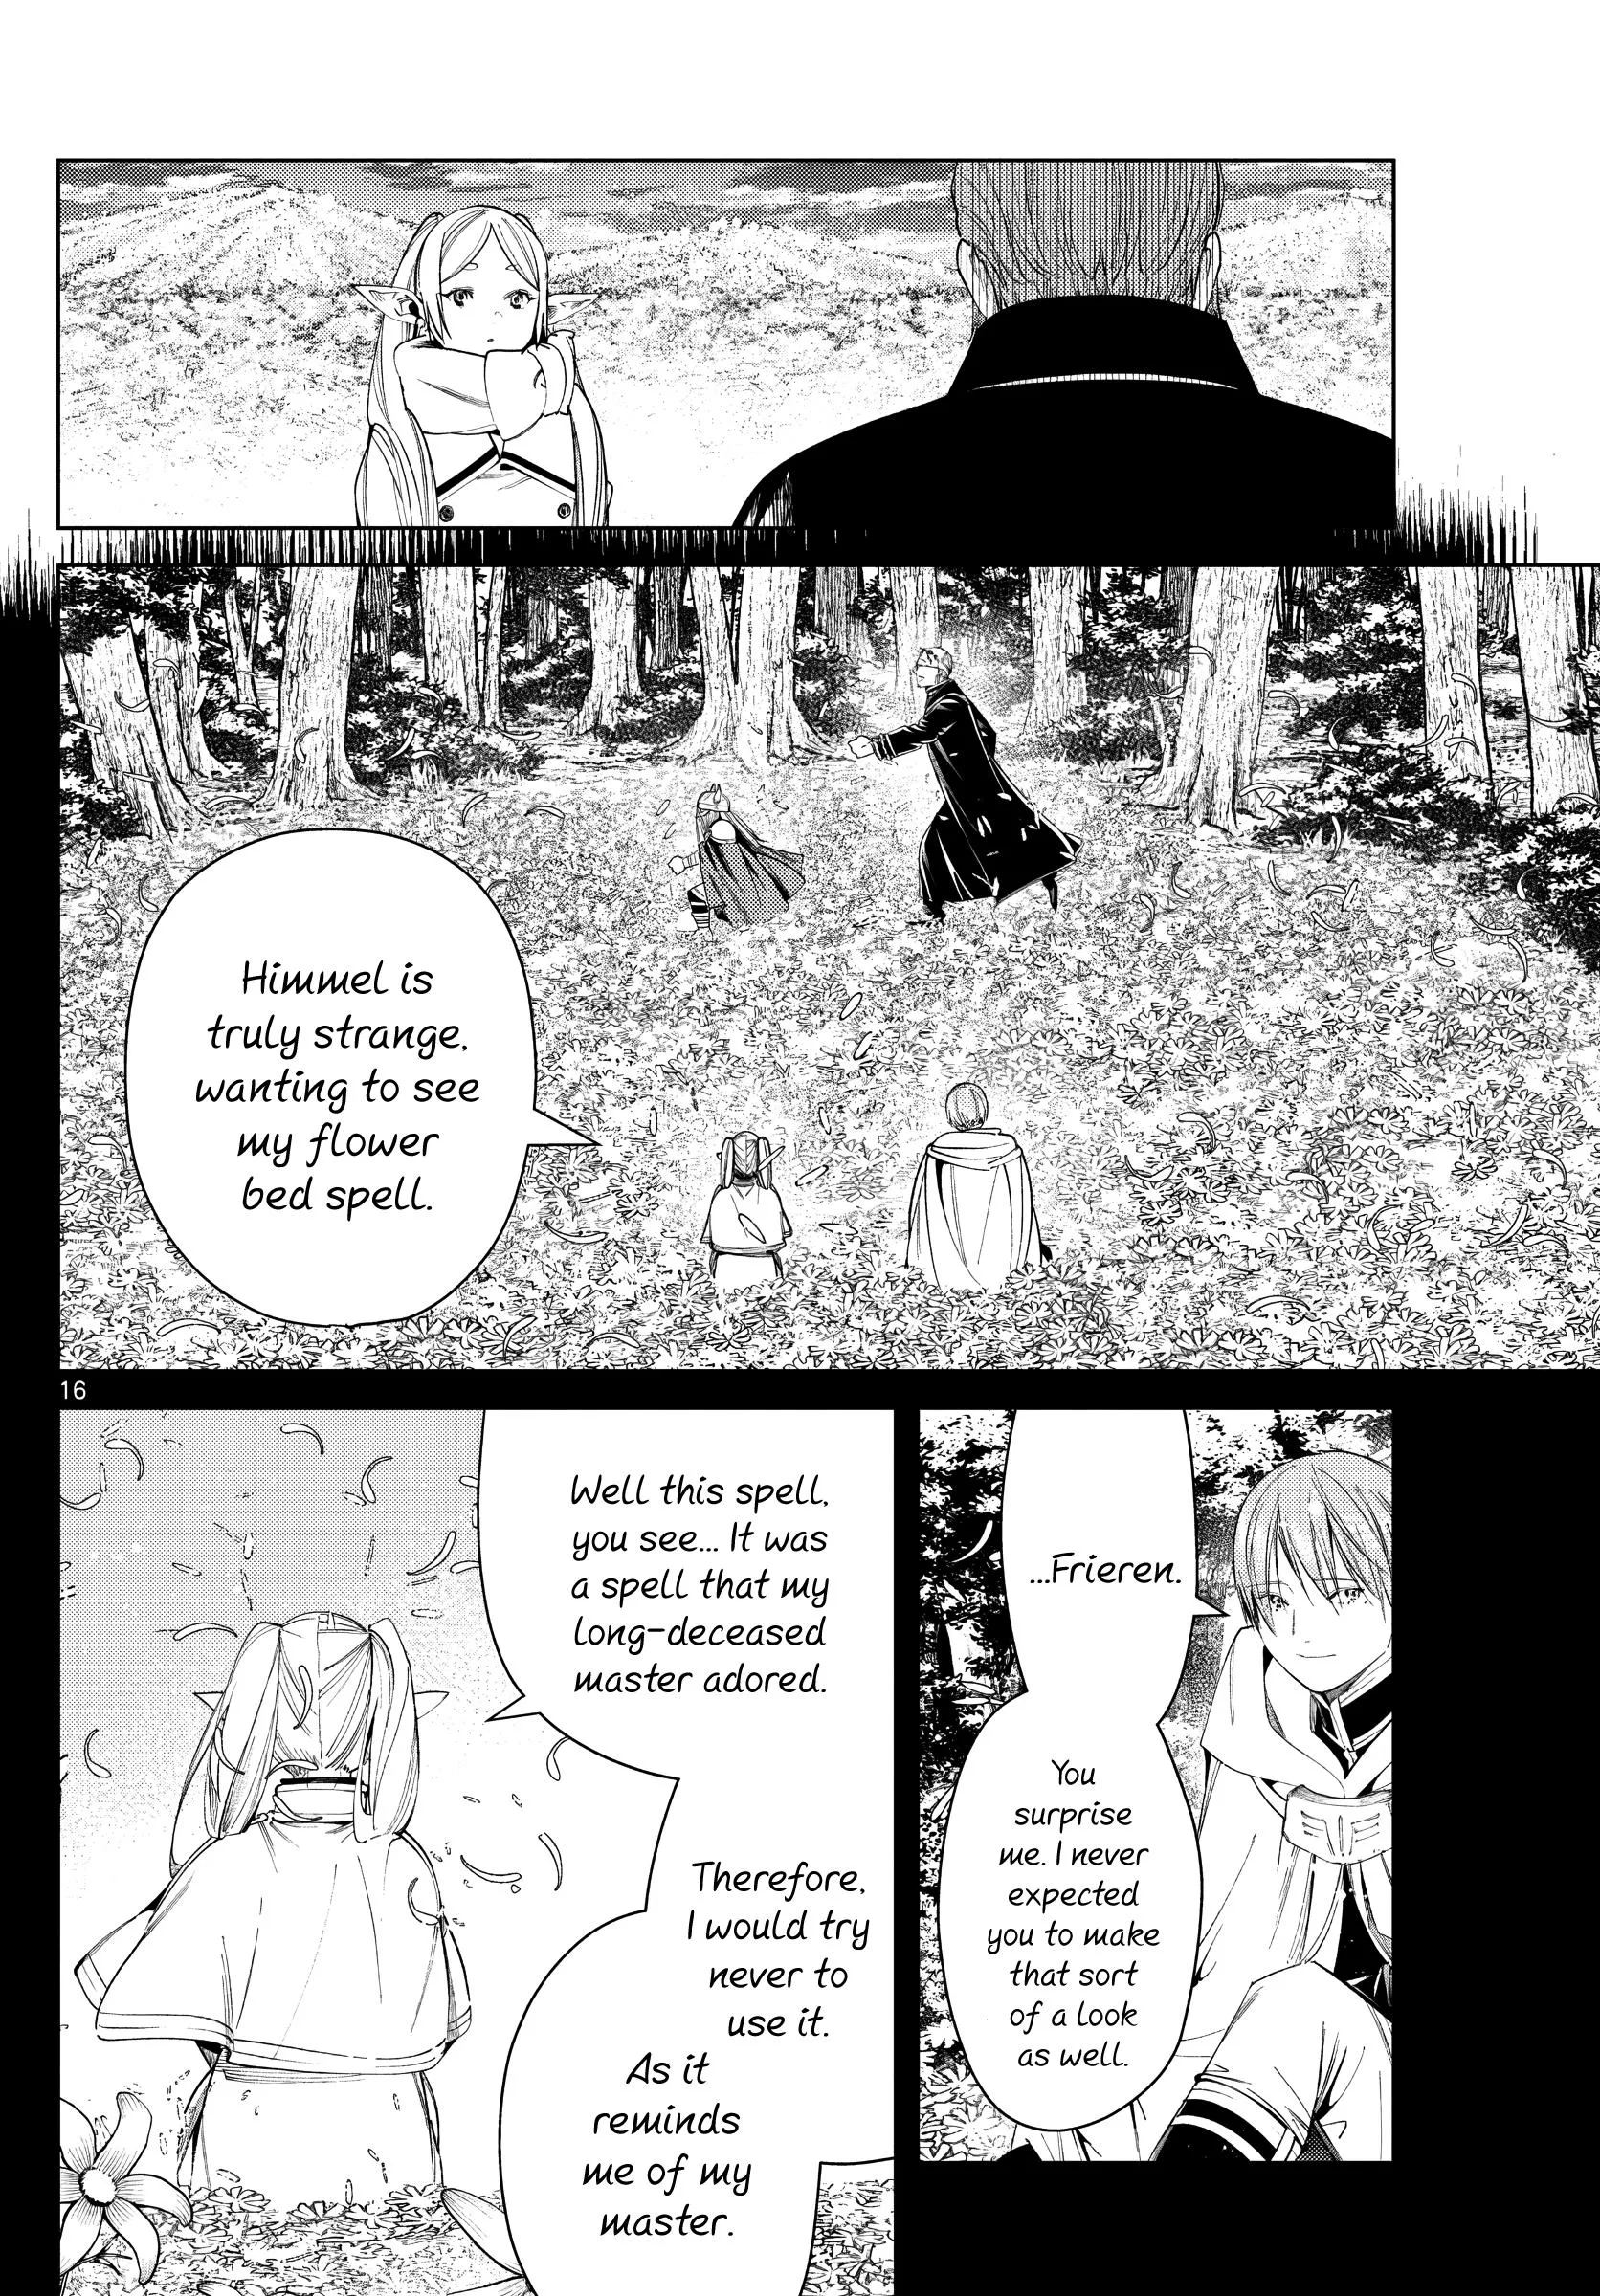 Himmel is
truly strange,
wanting to see
my flower
bed spell.
16
...Frieren.
You
surprise
me. I never
expected
you to make
that sort
of a look
as well.
Well this spell,
you see... It was
a spell that my
long-deceased
master adored.
Therefore,
I would try
never to
use it.
As it
reminds
me of my
master.